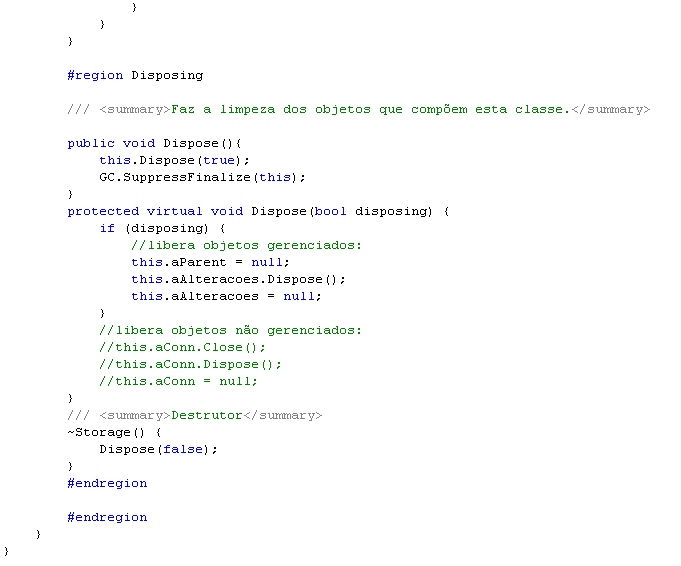 }
            }
        }

        #region Disposing

        /// <summary>Faz a limpeza dos objetos que compõem esta classe.</summary>

        public void Dispose(){
            this.Dispose(true);
            GC.SuppressFinalize(this);
        }
        protected virtual void Dispose(bool disposing) {
            if (disposing) {
                //libera objetos gerenciados:
                this.aParent = null;
                this.aAlteracoes.Dispose();
                this.aAlteracoes = null;
            }
            //libera objetos não gerenciados:
            //this.aConn.Close();
            //this.aConn.Dispose();
            //this.aConn = null;
        }
        /// <summary>Destrutor</summary>
        ~Storage() {
            Dispose(false);
        }
        #endregion

        #endregion
    }
}